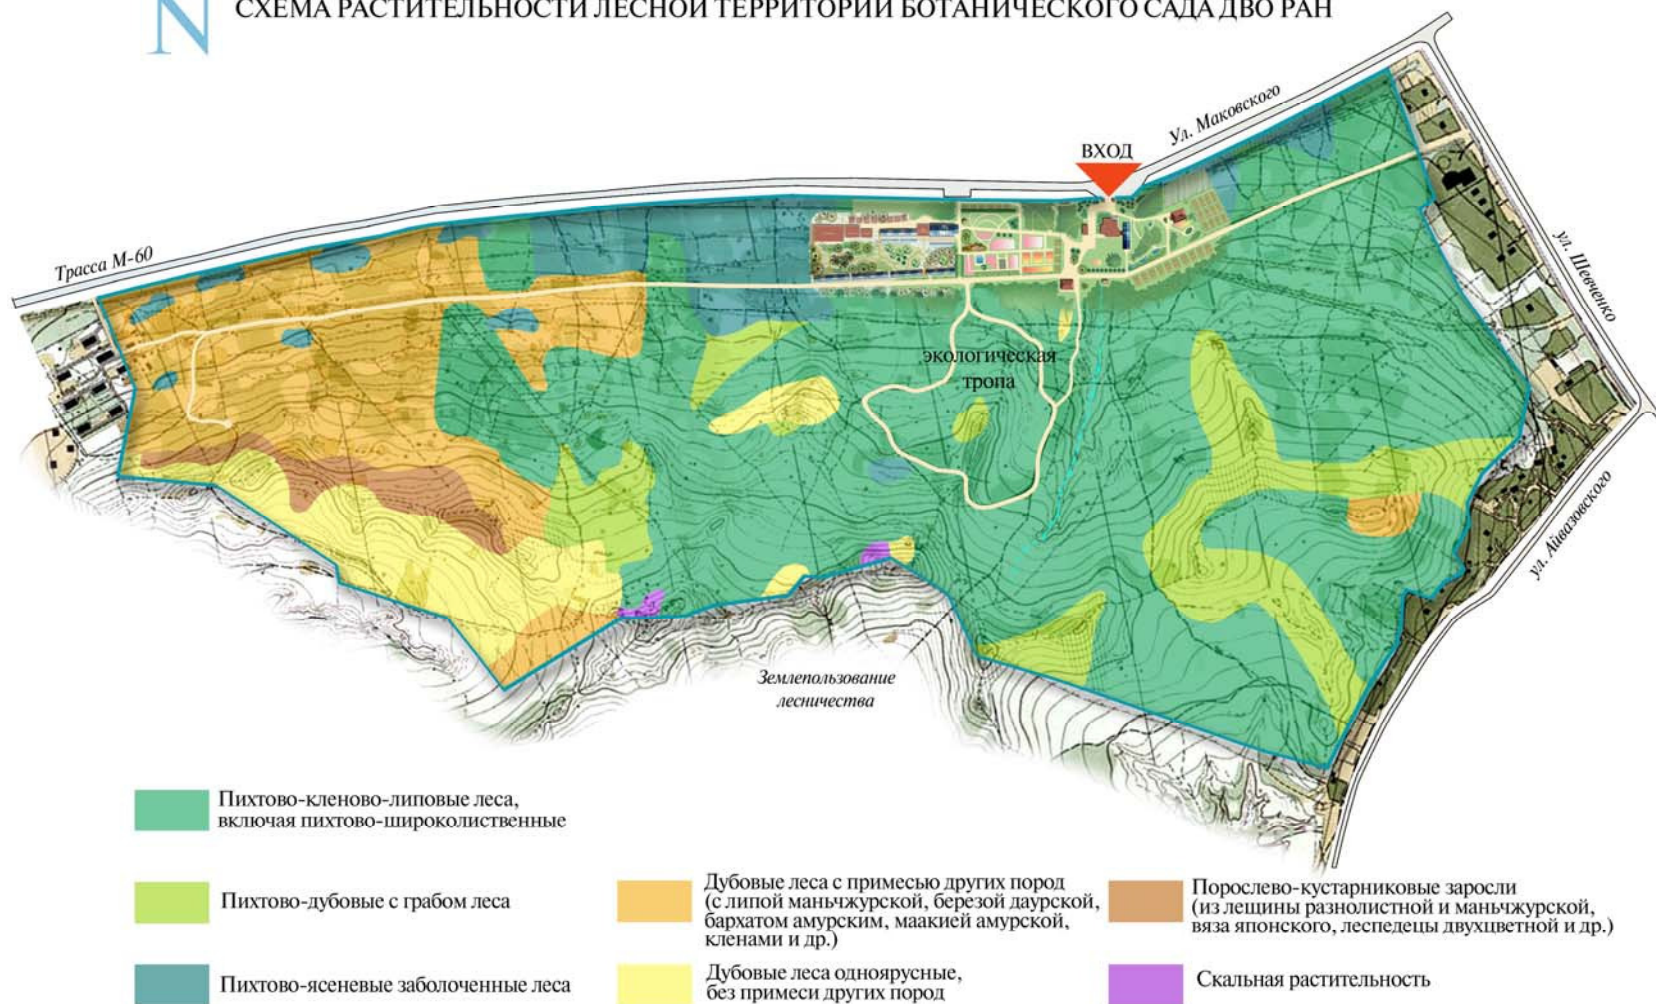 N
СХЕМА РАСТИТЕЛЬНОСТИ ЛЕСНОЙ ТЕРРИТОРИИ БОТАНИЧЕСКОГО САДА ДВО РАН
Ул. Маковского
ВХОД
Трасса М-60
ул. Шевченко
экологическая
тропа
ул. Айвазовского
Землепользование
лесничества
Пихтово-кленово-липовые леса,
включая пихтово-широколиственные
Пихтово-дубовые с грабом леса
Пихтово-ясеневые заболоченные леса
Дубовые леса с примесью других пород
(с липой маньчжурской, березой даурской,
бархатом амурским, маакией амурской,
кленами и др.)
Дубовые леса одноярусные,
без примеси других пород
Порослево-кустарниковые заросли
(из лещины разнолистной и маньчжурской,
вяза японского, леспедецы двухцветной и др.)
Скальная растительность